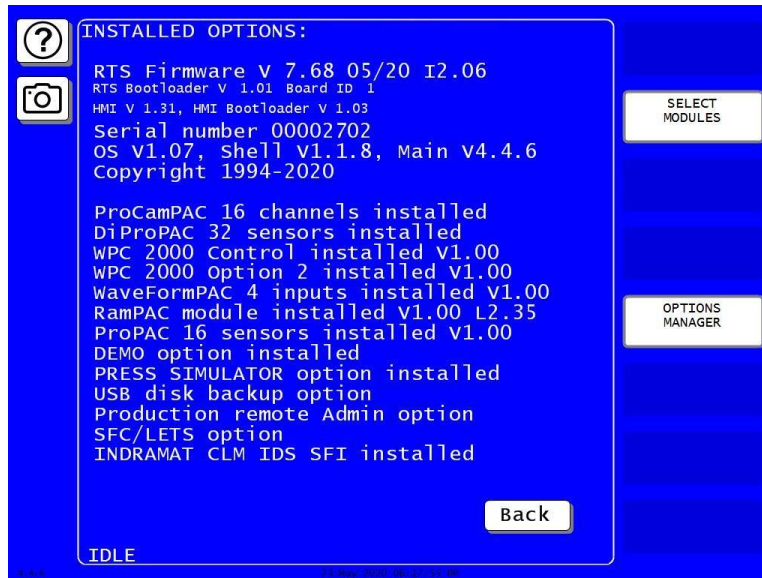 INSTALLED OPTIONS:
RTS Firmware V 7.68 05/20 I2.06
RTS Bootloader V 1.01 Board ID 1
HMI V 1.31, HMI Bootloader V 1.03
Serial number 00002702
OS V1.07, Shell V1.1.8, Main V4.4.6
Copyright 1994-2020
ProCamPAC 16 channels installed
DiProPAC 32 sensors installed
WPC 2000 Control installed V1.00
WPC 2000 Option 2 installed V1.00
WaveFormPAC 4 inputs installed V1.00
RamPAC module installed V1.00 L2.35
ProPAC 16 sensors installed V1.00
DEMO option installed
PRESS SIMULATOR option installed
USB disk backup option
Production remote Admin option
SFC/LETS option
INDRAMAT CLM IDS SFI installed
Back
IDLE
SELECT
MODULES
OPTIONS
MANAGER